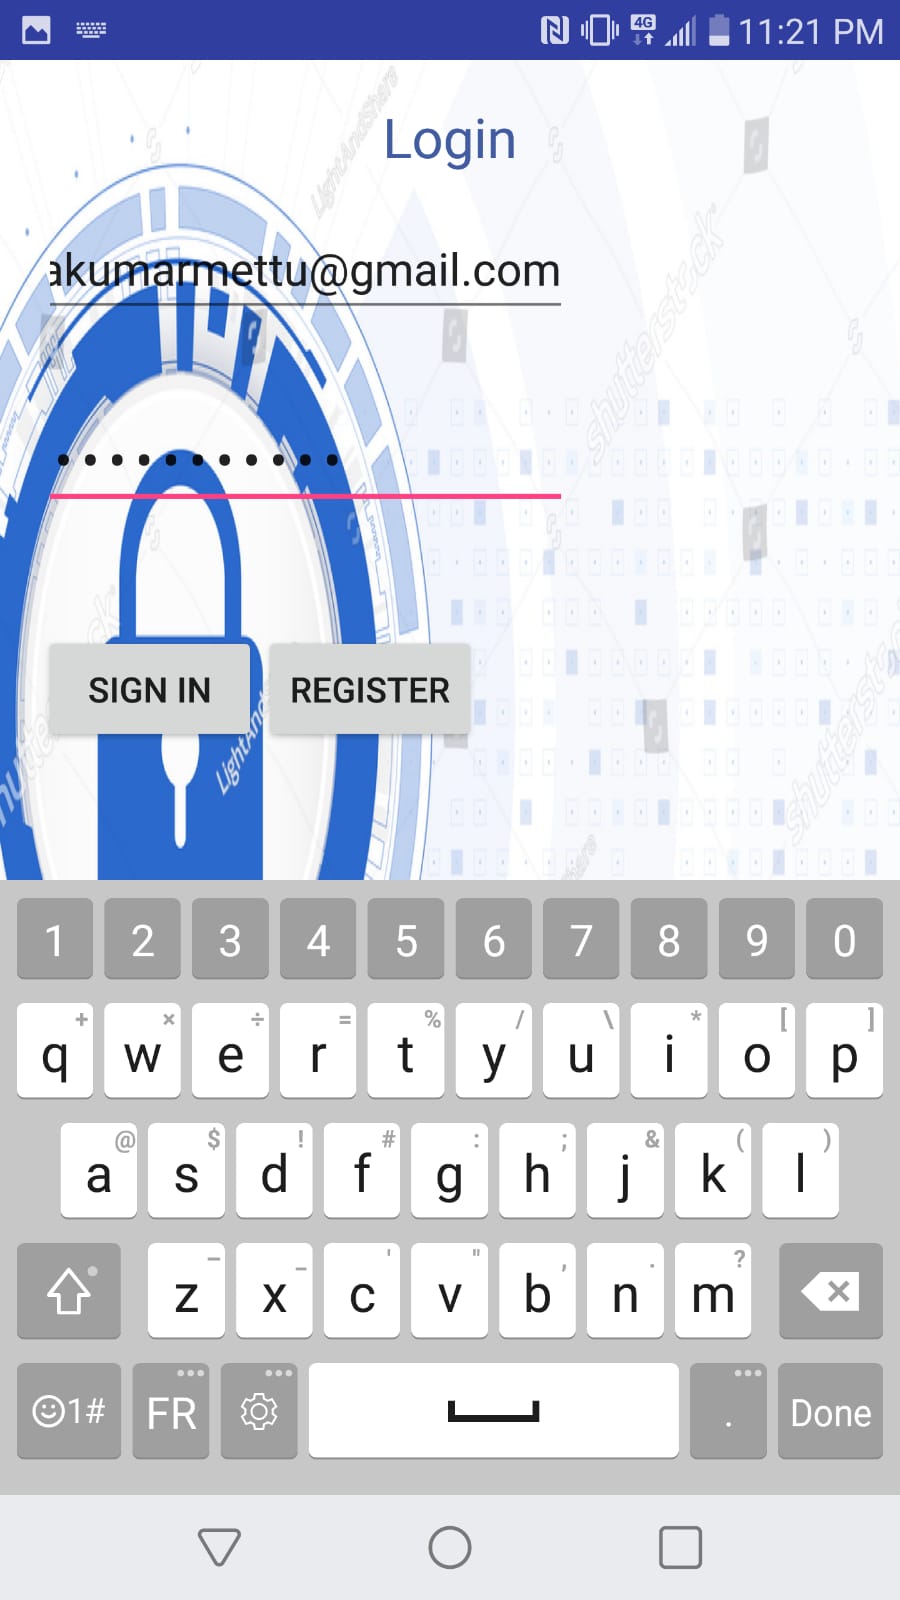 4G 11:21 PM
Login
akumarmettu@gmail.com
SIGN IN REGISTER
LightAndShare
shutterstock
1 2 3 4 5 6 7 8 9 0
+ × ÷ = % / \ * [ ]
q w e r t y u i o p
@ $ ! # : ; & ( )
a s d f g h j k l
– _ ' " , . ?
z x c v b n m
1# FR . Done